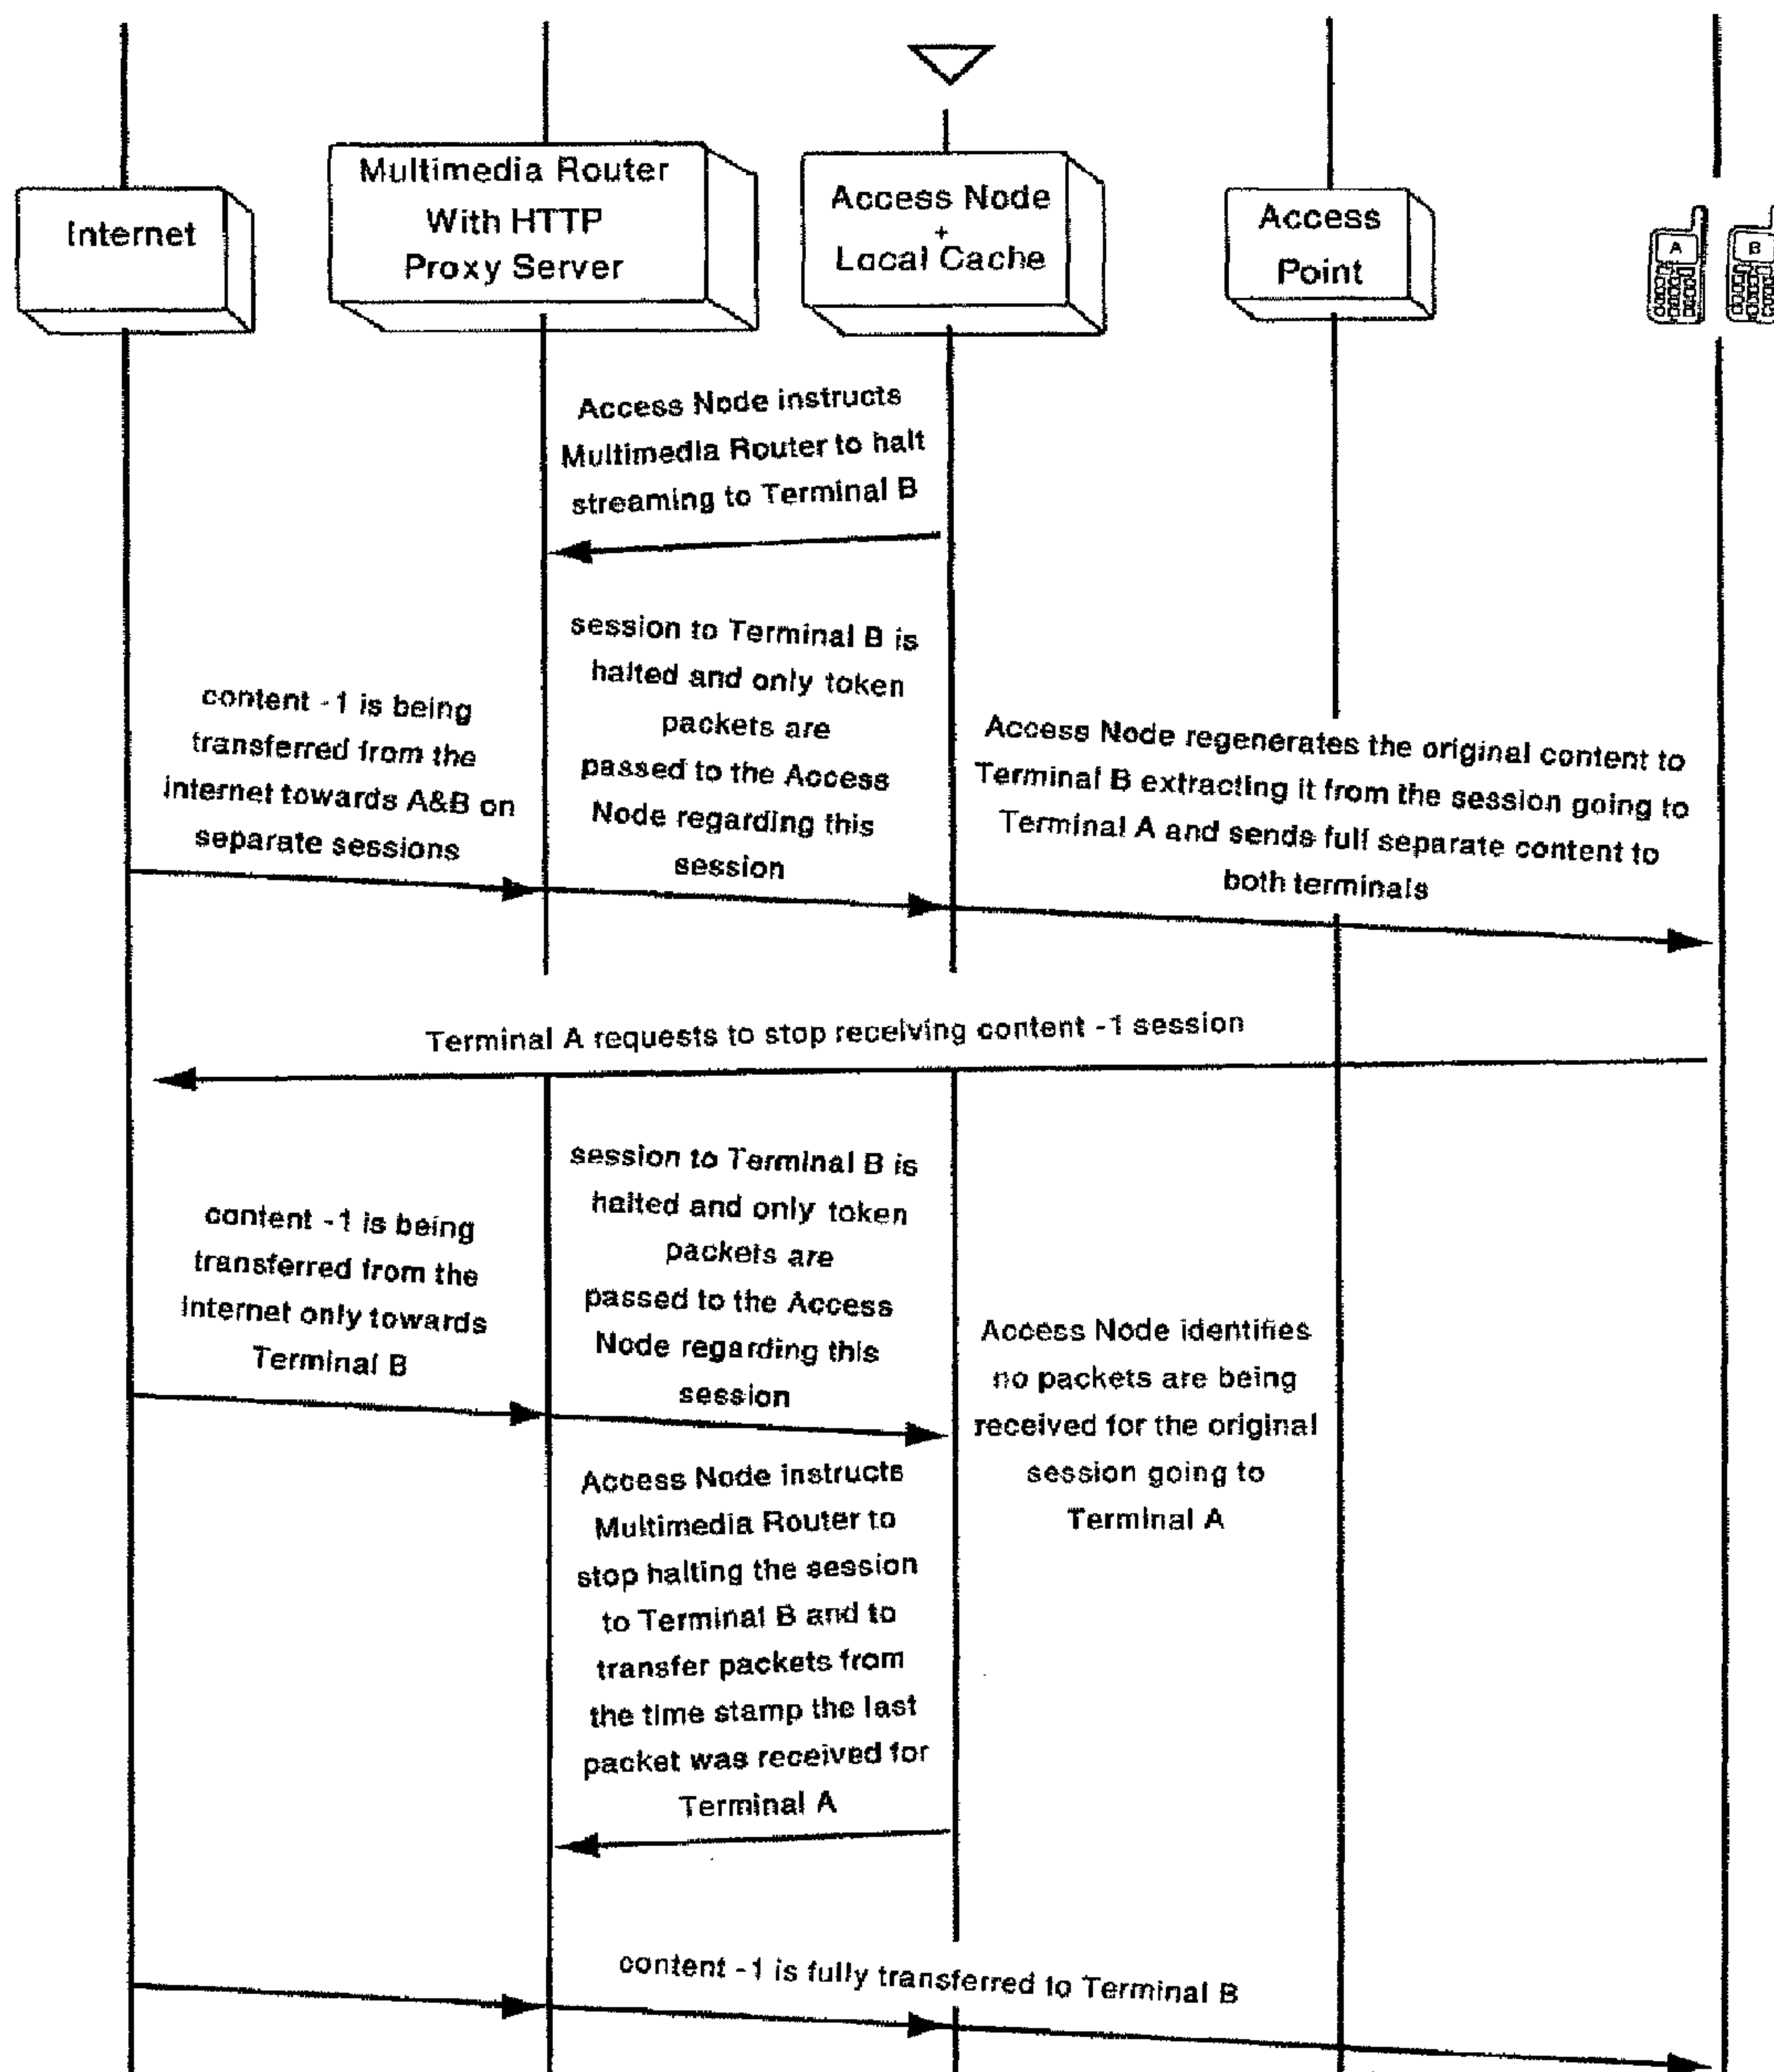 Internet
Multimedia Router
With HTTP
Proxy Server
Access Node
+
Local Cache
Access
Point
A
B
Access Node instructs
Multimedia Router to halt
streaming to Terminal B
content -1 is being
transferred from the
internet towards A&B on
separate sessions
session to Terminal B is
halted and only token
packets are
passed to the Access
Node regarding this
session
Access Node regenerates the original content to
Terminal B extracting it from the session going to
Terminal A and sends full separate content to
both terminals
Terminal A requests to stop receiving content -1 session
content -1 is being
transferred from the
Internet only towards
Terminal B
session to Terminal B is
halted and only token
packets are
passed to the Access
Node regarding this
session
Access Node identifies
no packets are being
received for the original
session going to
Terminal A
Access Node instructs
Multimedia Router to
stop halting the session
to Terminal B and to
transfer packets from
the time stamp the last
packet was received for
Terminal A
content -1 is fully transferred to Terminal B